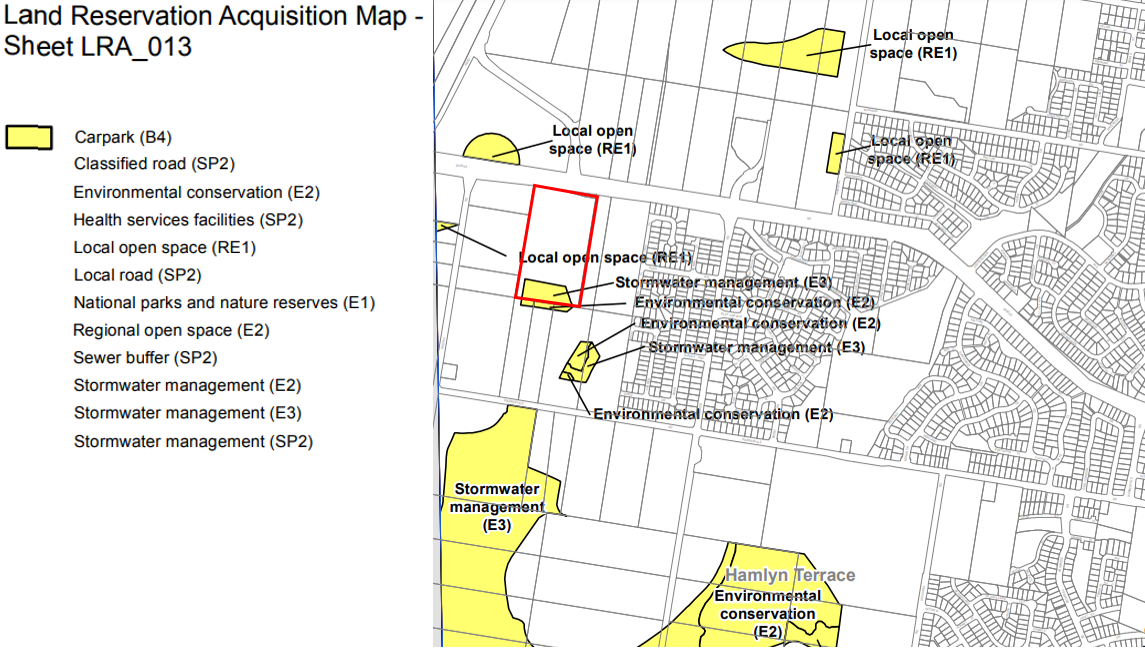 Land Reservation Acquisition Map -
Sheet LRA_013
Carpark (B4)
Classified road (SP2)
Environmental conservation (E2)
Health services facilities (SP2)
Local open space (RE1)
Local road (SP2)
National parks and nature reserves (E1)
Regional open space (E2)
Sewer buffer (SP2)
Stormwater management (E2)
Stormwater management (E3)
Stormwater management (SP2)
Local open
space (RE1)
Local open
space (RE1)
Local open
space (RE1)
Local open space (RE1)
Stormwater management (E3)
Environmental conservation (E2)
Environmental conservation (E2)
Stormwater management (E3)
Environmental conservation (E2)
Stormwater
management
(E3)
Hamlyn Terrace
Environmental
conservation
(E2)